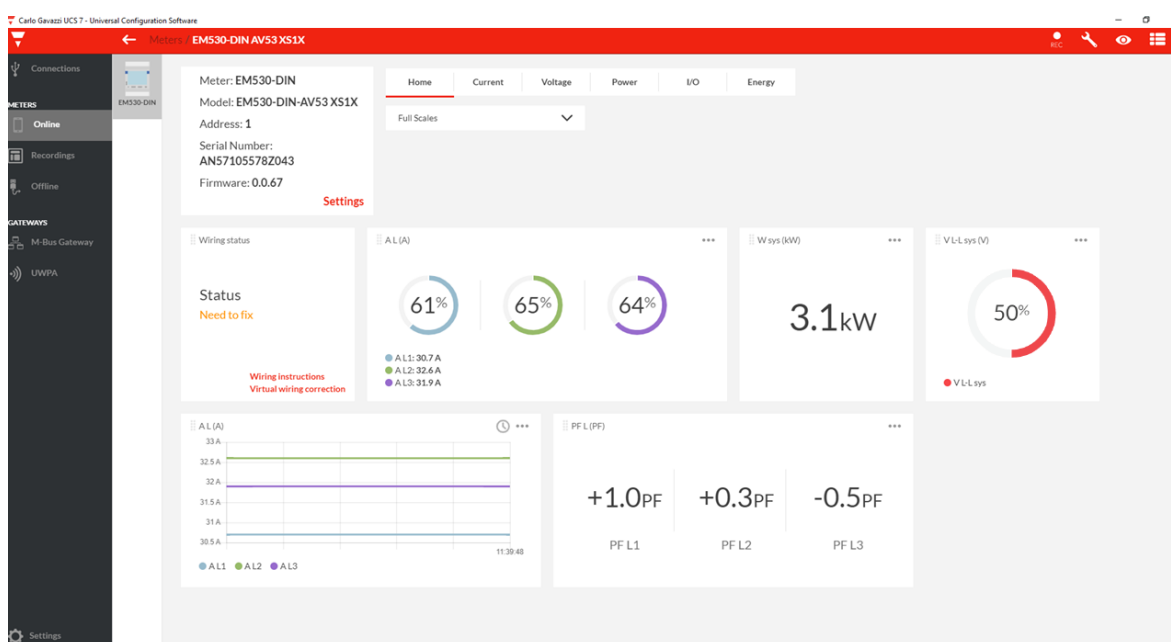 Carlo Gavazzi UCS 7 - Universal Configuration Software
Meters / EM530-DIN AV53 XS1X
REC
Connections
METERS
Online
Recordings
Offline
GATEWAYS
M-Bus Gateway
UWPA
Settings
EM530-DIN
Meter: EM530-DIN
Model: EM530-DIN-AV53 XS1X
Address: 1
Serial Number:
AN57105578Z043
Firmware: 0.0.67
Settings
Home Current Voltage Power I/O Energy
Full Scales
Wiring status
Status
Need to fix
Wiring instructions
Virtual wiring correction
A L (A)
61% 65% 64%
A L1: 30.7 A
A L2: 32.6 A
A L3: 31.9 A
W sys (kW)
3.1kW
V L-L sys (V)
50%
V L-L sys
A L (A)
33 A
32.5 A
32 A
31.5 A
31 A
30.5 A
11:39:48
A L1 A L2 A L3
PF L (PF)
+1.0PF +0.3PF -0.5PF
PF L1 PF L2 PF L3